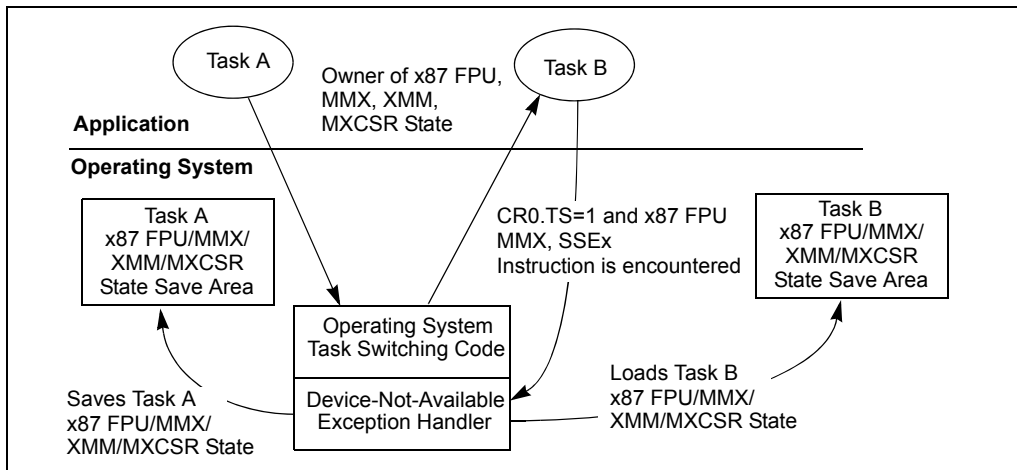 Task A
Owner of x87 FPU,
MMX, XMM,
MXCSR State
Task B
Application
Operating System
Task A
x87 FPU/MMX/
XMM/MXCSR
State Save Area
CR0.TS=1 and x87 FPU
MMX, SSEx
Instruction is encountered
Task B
x87 FPU/MMX/
XMM/MXCSR
State Save Area
Operating System
Task Switching Code
Device-Not-Available
Exception Handler
Saves Task A
x87 FPU/MMX/
XMM/MXCSR State
Loads Task B
x87 FPU/MMX/
XMM/MXCSR State